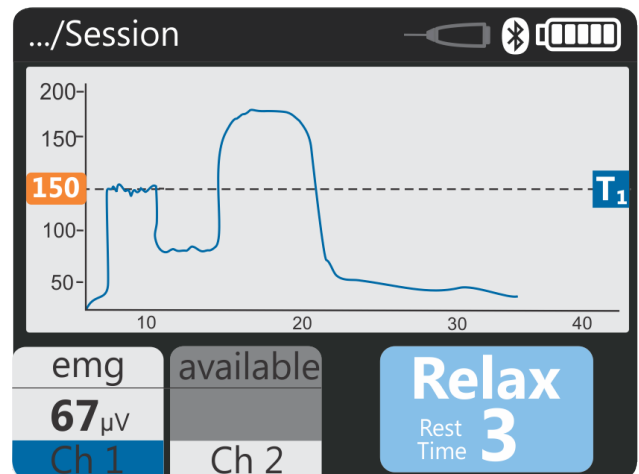 .../Session
200-
150-
150
T1
100-
50-
10 20 30 40
emg
67μV
Ch 1
available
Ch 2
Relax
Rest
Time
3